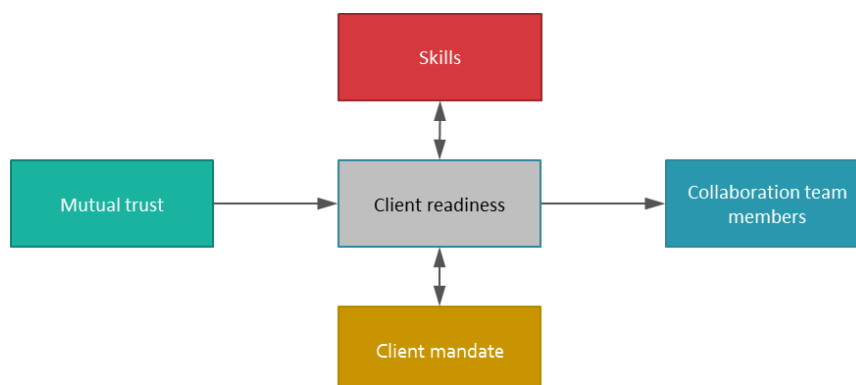 Skills
Mutual trust
Client readiness
Collaboration team
members
Client mandate